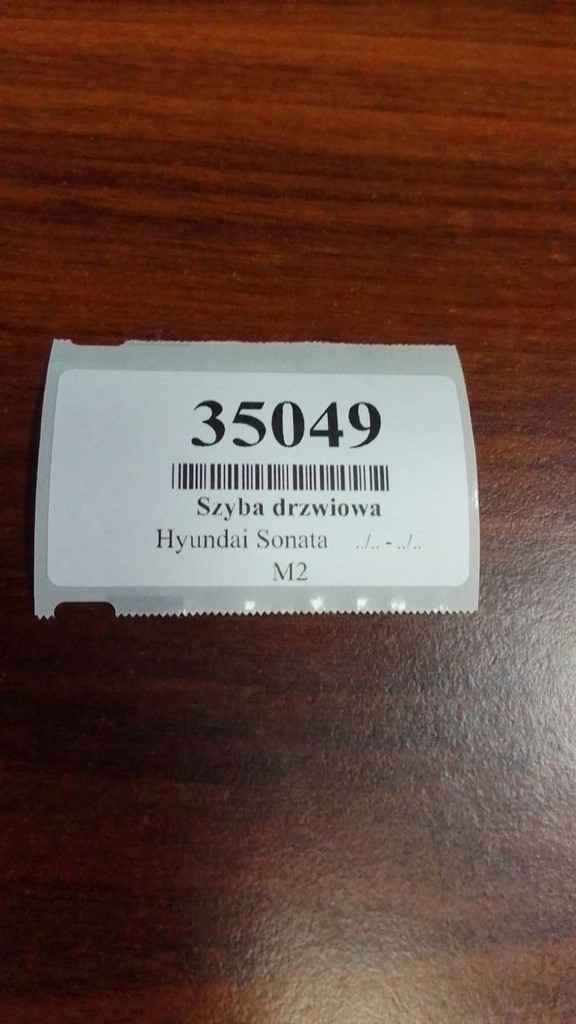 35049
Szyba drzwiowa
Hyundai Sonata ../.. - ../..
M2